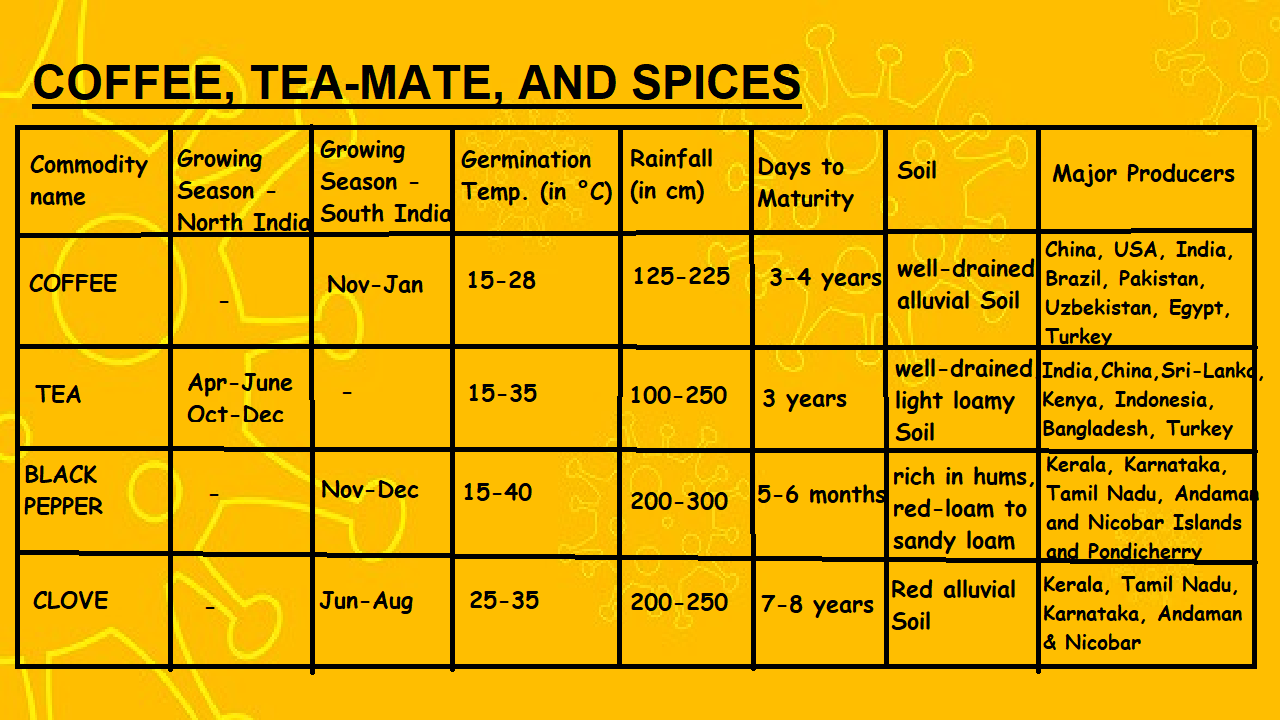 COFFEE, TEA-MATE, AND SPICES
Commodity
name
Growing
Season -
North India
Growing
Season -
South India
Germination
Temp. (in °C)
Rainfall
(in cm)
Days to
Maturity
Soil
Major Producers
COFFEE
-
Nov-Jan
15-28
125-225
3-4 years
well-drained
alluvial Soil
China, USA, India,
Brazil, Pakistan,
Uzbekistan, Egypt,
Turkey
TEA
Apr-June
Oct-Dec
-
15-35
100-250
3 years
well-drained
light loamy
Soil
India,China,Sri-Lanka,
Kenya, Indonesia,
Bangladesh, Turkey
BLACK
PEPPER
-
Nov-Dec
15-40
200-300
5-6 months
rich in hums,
red-loam to
sandy loam
Kerala, Karnataka,
Tamil Nadu, Andaman
and Nicobar Islands
and Pondicherry
CLOVE
-
Jun-Aug
25-35
200-250
7-8 years
Red alluvial
Soil
Kerala, Tamil Nadu,
Karnataka, Andaman
& Nicobar